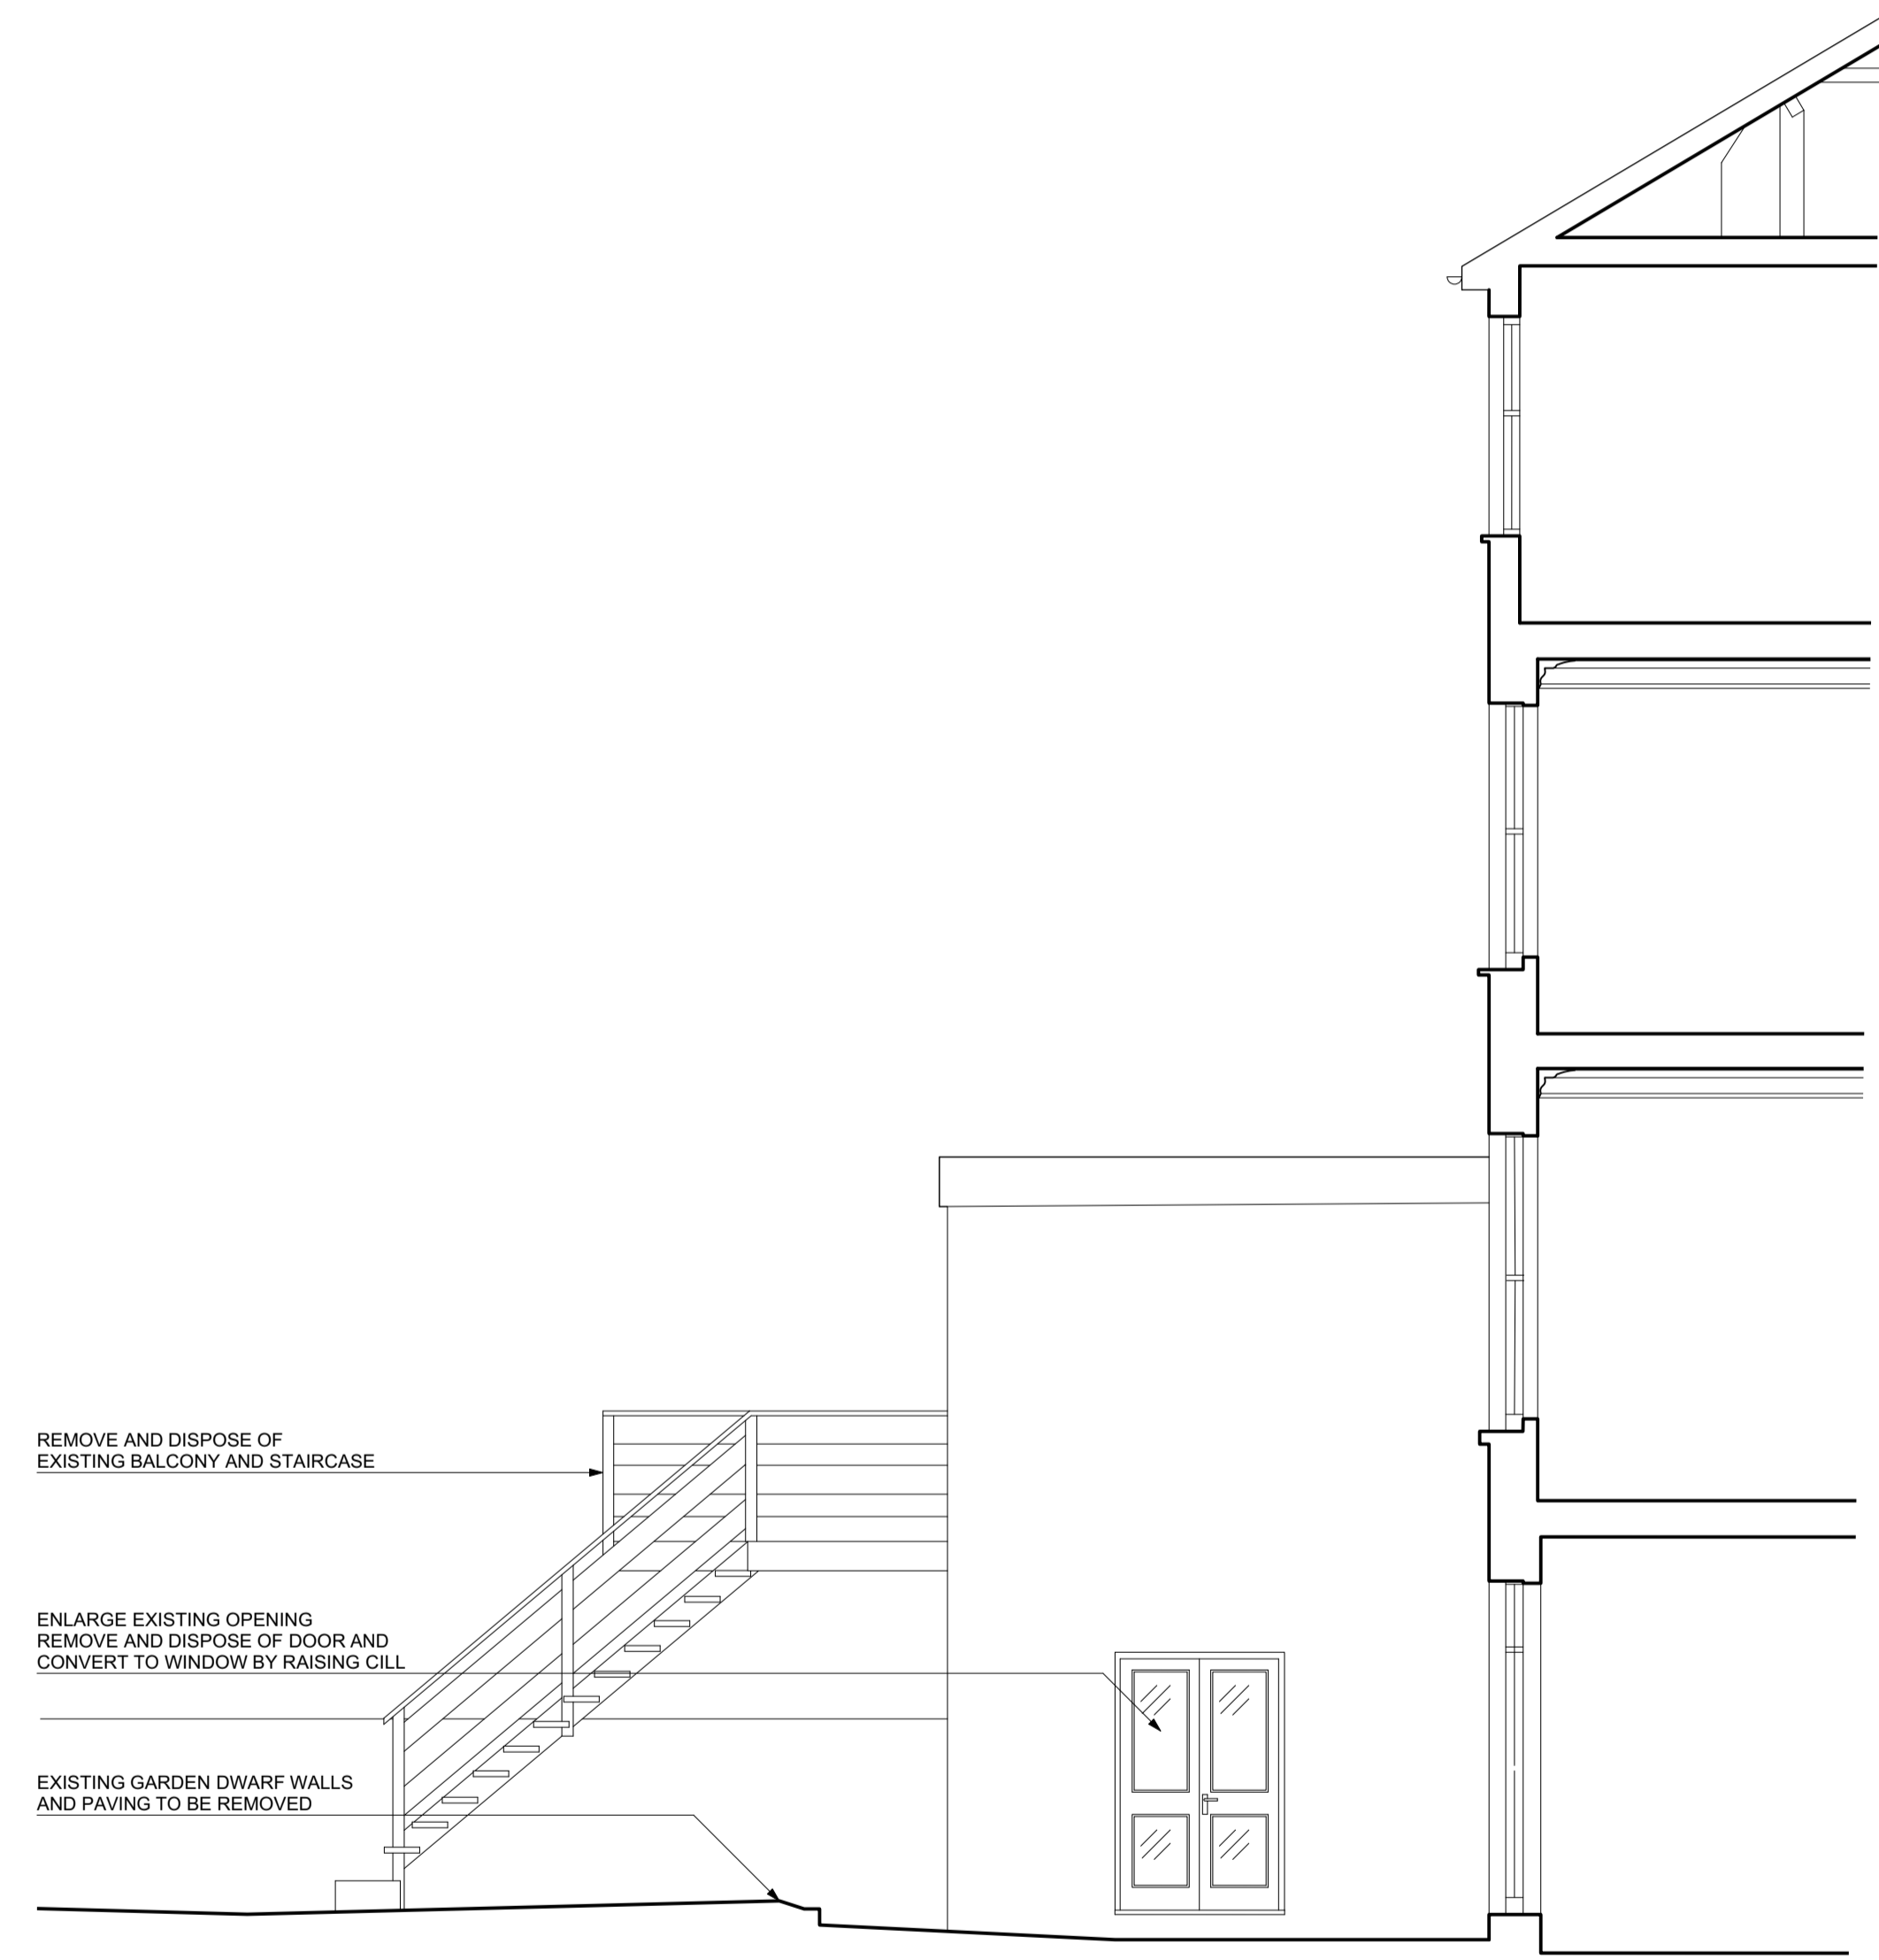 REMOVE AND DISPOSE OF
EXISTING BALCONY AND STAIRCASE
ENLARGE EXISTING OPENING
REMOVE AND DISPOSE OF DOOR AND
CONVERT TO WINDOW BY RAISING CILL
EXISTING GARDEN DWARF WALLS
AND PAVING TO BE REMOVED